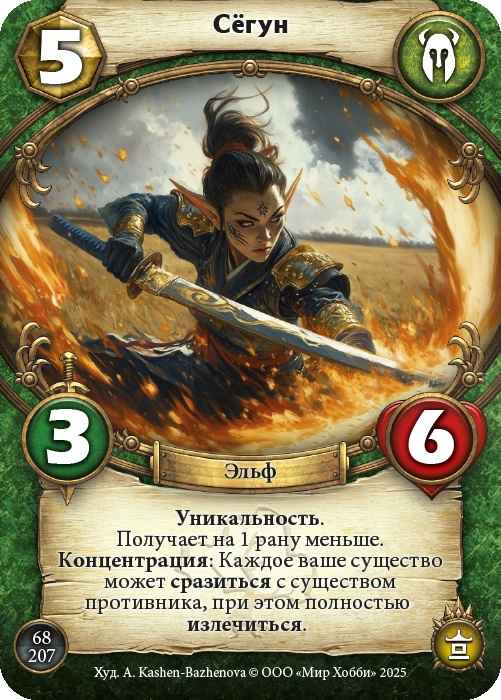 5
Сёгун
3
6
Эльф
Уникальность.
Получает на 1 рану меньше.
Концентрация: Каждое ваше существо
может сразиться с существом
противника, при этом полностью
излечиться.
68
207
Худ. A. Kashen-Bazhenova © ООО «Мир Хобби» 2025